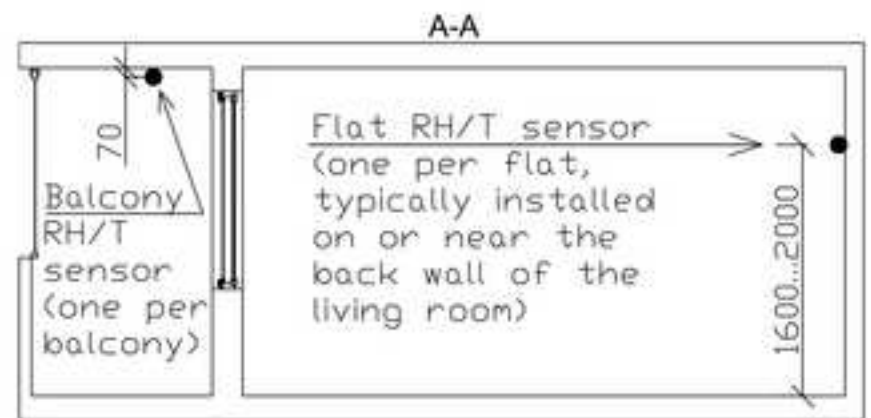 A-A
70
Balcony
RH/T
sensor
(one per
balcony)
Flat RH/T sensor
(one per flat,
typically installed
on or near the
back wall of the
living room)
1600...2000